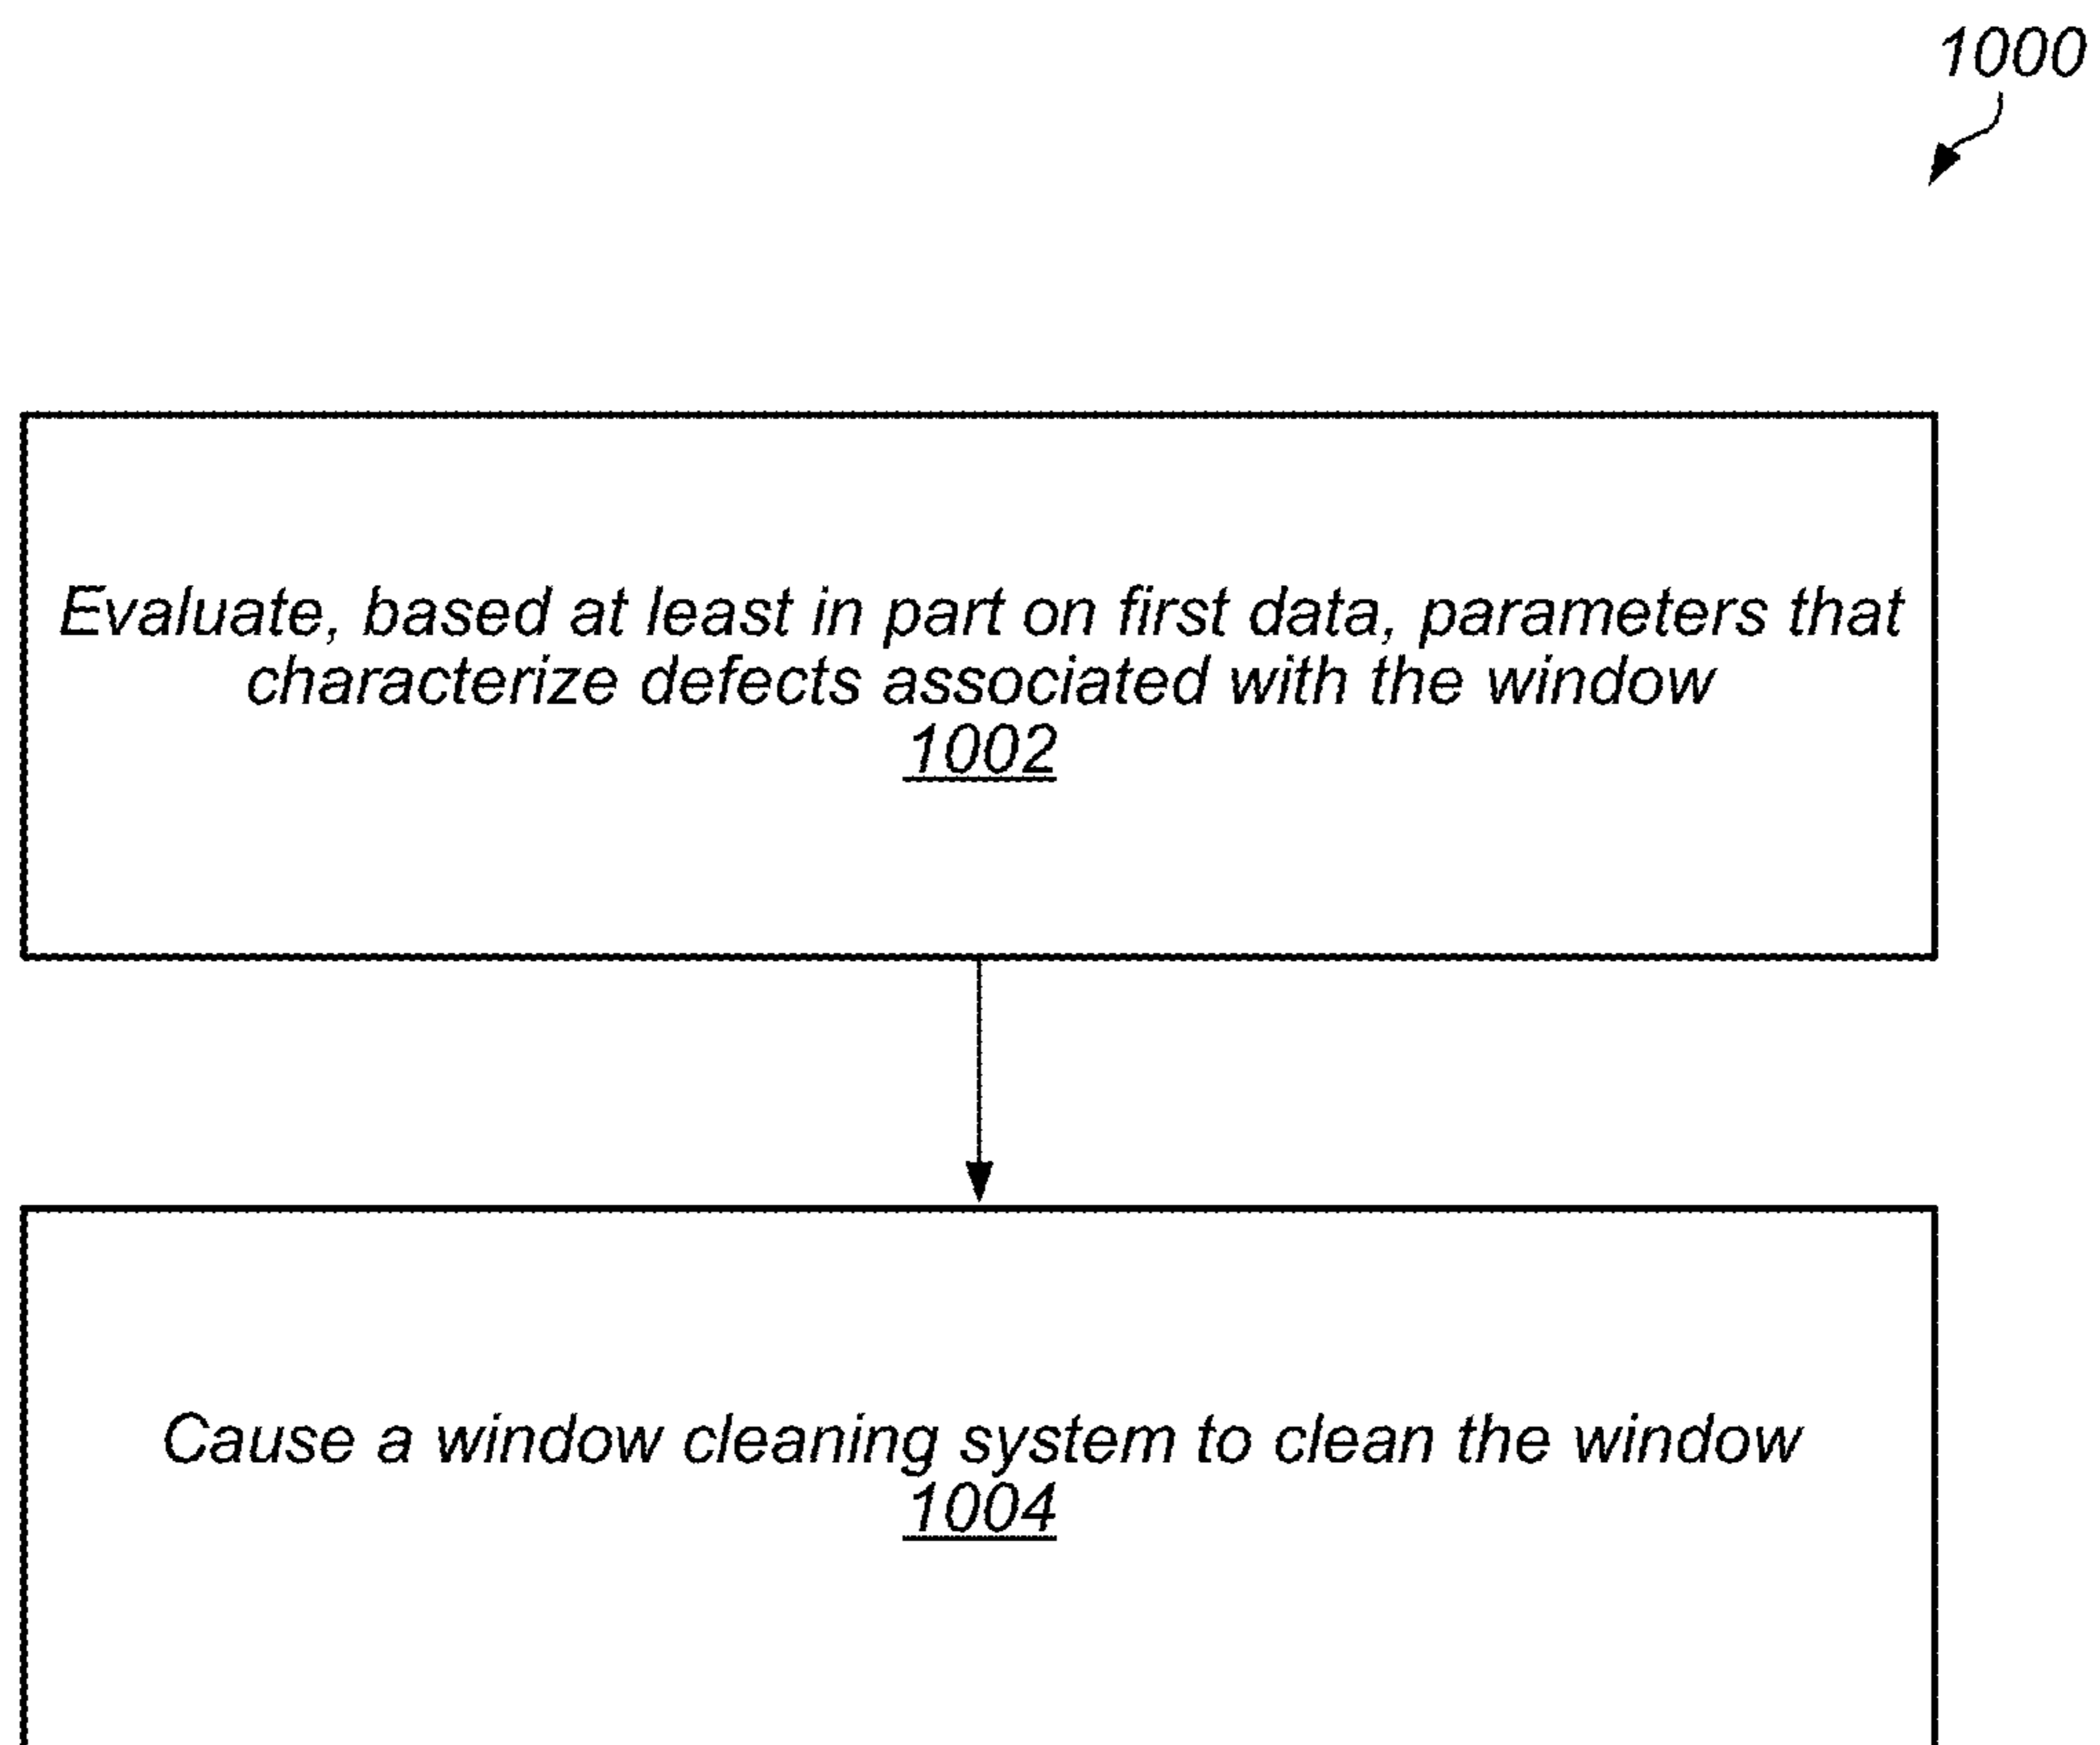 1000
Evaluate, based at least in part on first data, parameters that
characterize defects associated with the window
1002
Cause a window cleaning system to clean the window
1004